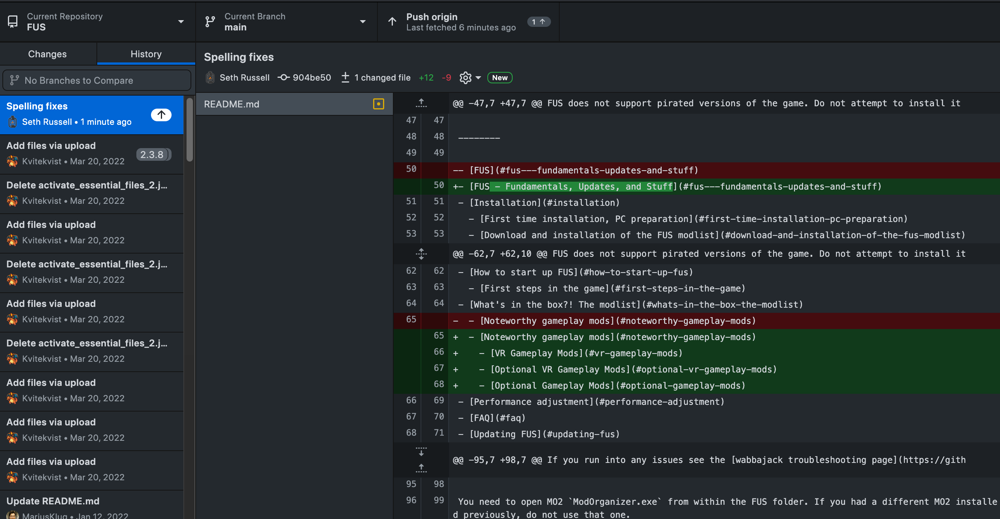 Current Repository
FUS
Current Branch
main
Push origin
Last fetched 6 minutes ago
1
Changes
History
No Branches to Compare
Spelling fixes
Seth Russell • 1 minute ago
Add files via upload
Kvitekvist • Mar 20, 2022
2.3.8
Delete activate_essential_files_2.j...
Kvitekvist • Mar 20, 2022
Add files via upload
Kvitekvist • Mar 20, 2022
Delete activate_essential_files_2.j...
Kvitekvist • Mar 20, 2022
Add files via upload
Kvitekvist • Mar 20, 2022
Delete activate_essential_files_2.j...
Kvitekvist • Mar 20, 2022
Add files via upload
Kvitekvist • Mar 20, 2022
Add files via upload
Kvitekvist • Mar 20, 2022
Add files via upload
Kvitekvist • Mar 20, 2022
Update README.md
MariusKlug • Jan 12, 2022
Spelling fixes
Seth Russell 904be50 1 changed file +12 -9 New
README.md
@@ -47,7 +47,7 @@ FUS does not support pirated versions of the game. Do not attempt to install it
47 47
48 48 --------
49 49
50 -- [FUS](#fus---fundamentals-updates-and-stuff)
50 +- [FUS - Fundamentals, Updates, and Stuff](#fus---fundamentals-updates-and-stuff)
51 51 - [Installation](#installation)
52 52 - [First time installation, PC preparation](#first-time-installation-pc-preparation)
53 53 - [Download and installation of the FUS modlist](#download-and-installation-of-the-fus-modlist)
@@ -62,7 +62,10 @@ FUS does not support pirated versions of the game. Do not attempt to install it
62 62 - [How to start up FUS](#how-to-start-up-fus)
63 63 - [First steps in the game](#first-steps-in-the-game)
64 64 - [What's in the box?! The modlist](#whats-in-the-box-the-modlist)
65 - - [Noteworthy gameplay mods](#noteworthy-gameplay-mods)
65 + - [Noteworthy gameplay mods](#noteworthy-gameplay-mods)
66 + - [VR Gameplay Mods](#vr-gameplay-mods)
67 + - [Optional VR Gameplay Mods](#optional-vr-gameplay-mods)
68 + - [Optional Gameplay Mods](#optional-gameplay-mods)
66 69 - [Performance adjustment](#performance-adjustment)
67 70 - [FAQ](#faq)
68 71 - [Updating FUS](#updating-fus)
@@ -95,7 +98,7 @@ If you run into any issues see the [wabbajack troubleshooting page](https://gith
95 98
96 99 You need to open MO2 `ModOrganizer.exe` from within the FUS folder. If you had a different MO2 installe
d previously, do not use that one.